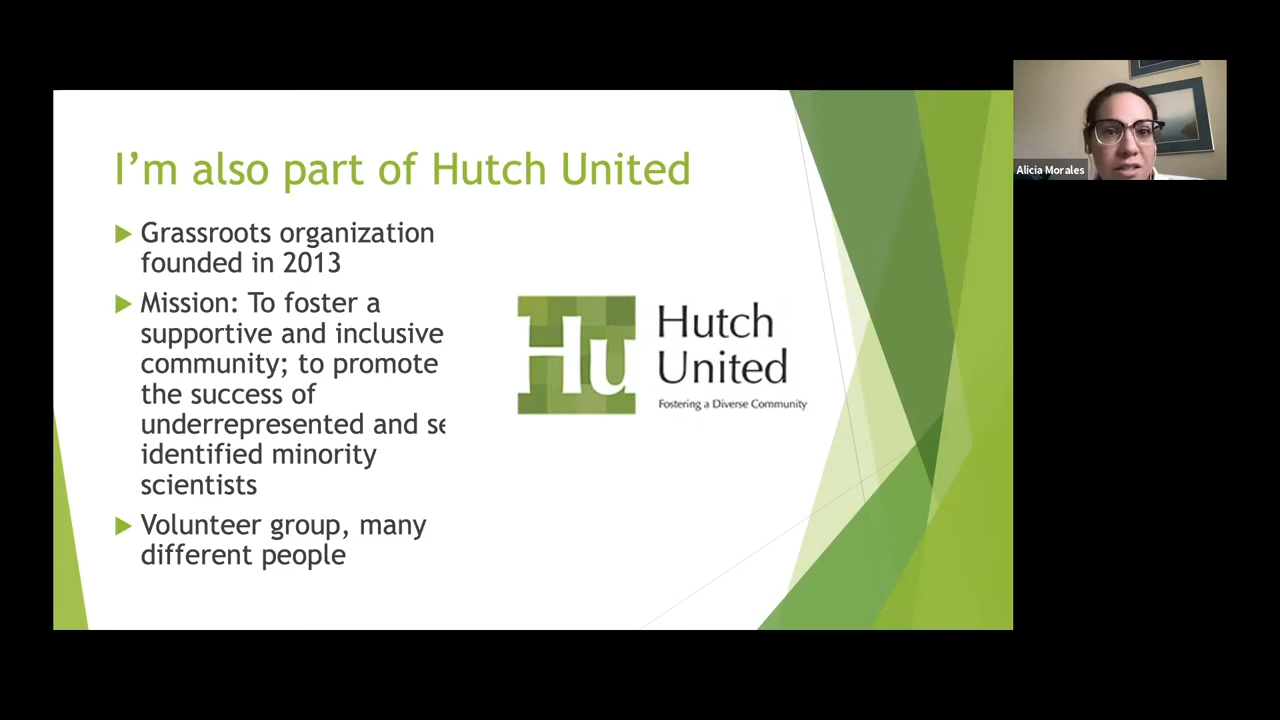 I'm also part of Hutch United
Grassroots organization
founded in 2013
Mission: To foster a
supportive and inclusive
community; to promote
the success of
underrepresented and
identified minority
scientists
Volunteer group, many
different people
Hu
Hutch
United
Fostering a Diverse Community
Alicia Morales